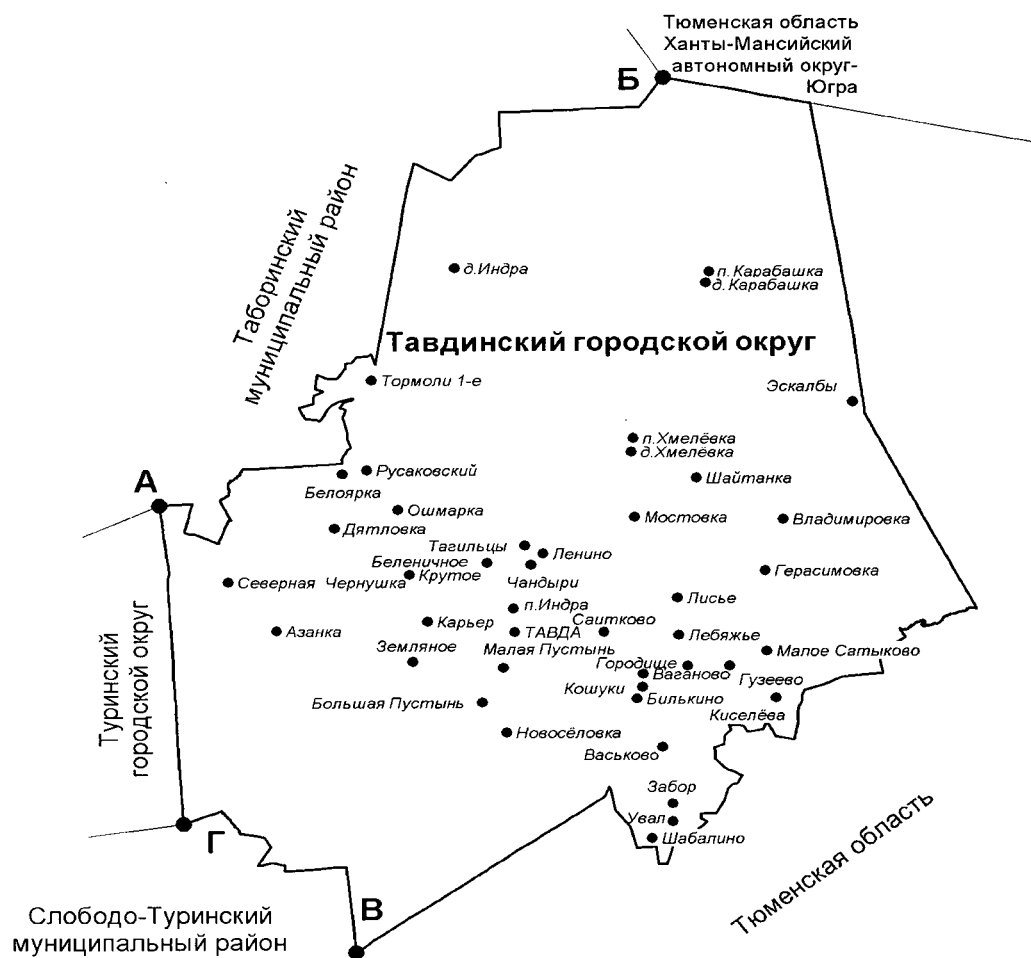 Тюменская область
Ханты-Мансийский
автономный округ-
Югра
Б
Таборинский
муниципальный район
д.Индра
п.Карабашка
д.Карабашка
Тавдинский городской округ
Тормоли 1-е
Эскалбы
п.Хмелёвка
д.Хмелёвка
Русаковский
Шайтанка
Белоярка
А
Ошмарка
Мостовка
Владимировка
Дятловка
Тагильцы
Ленино
Беленичное
Чандыри
Герасимовка
Северная
Чернушка
Крутое
Лисье
п.Индра
Карьер
Саитково
Азанка
ТАВДА
Лебяжье
Земляное
Малая Пустынь
Малое Сатыково
Городище
Ваганово
Гузеево
Кошуки
Билькино
Киселёва
Большая Пустынь
Новосёловка
Васьково
Туринский
городской округ
Забор
Увал
Шабалино
Г
В
Слободо-Туринский
муниципальный район
Тюменская область